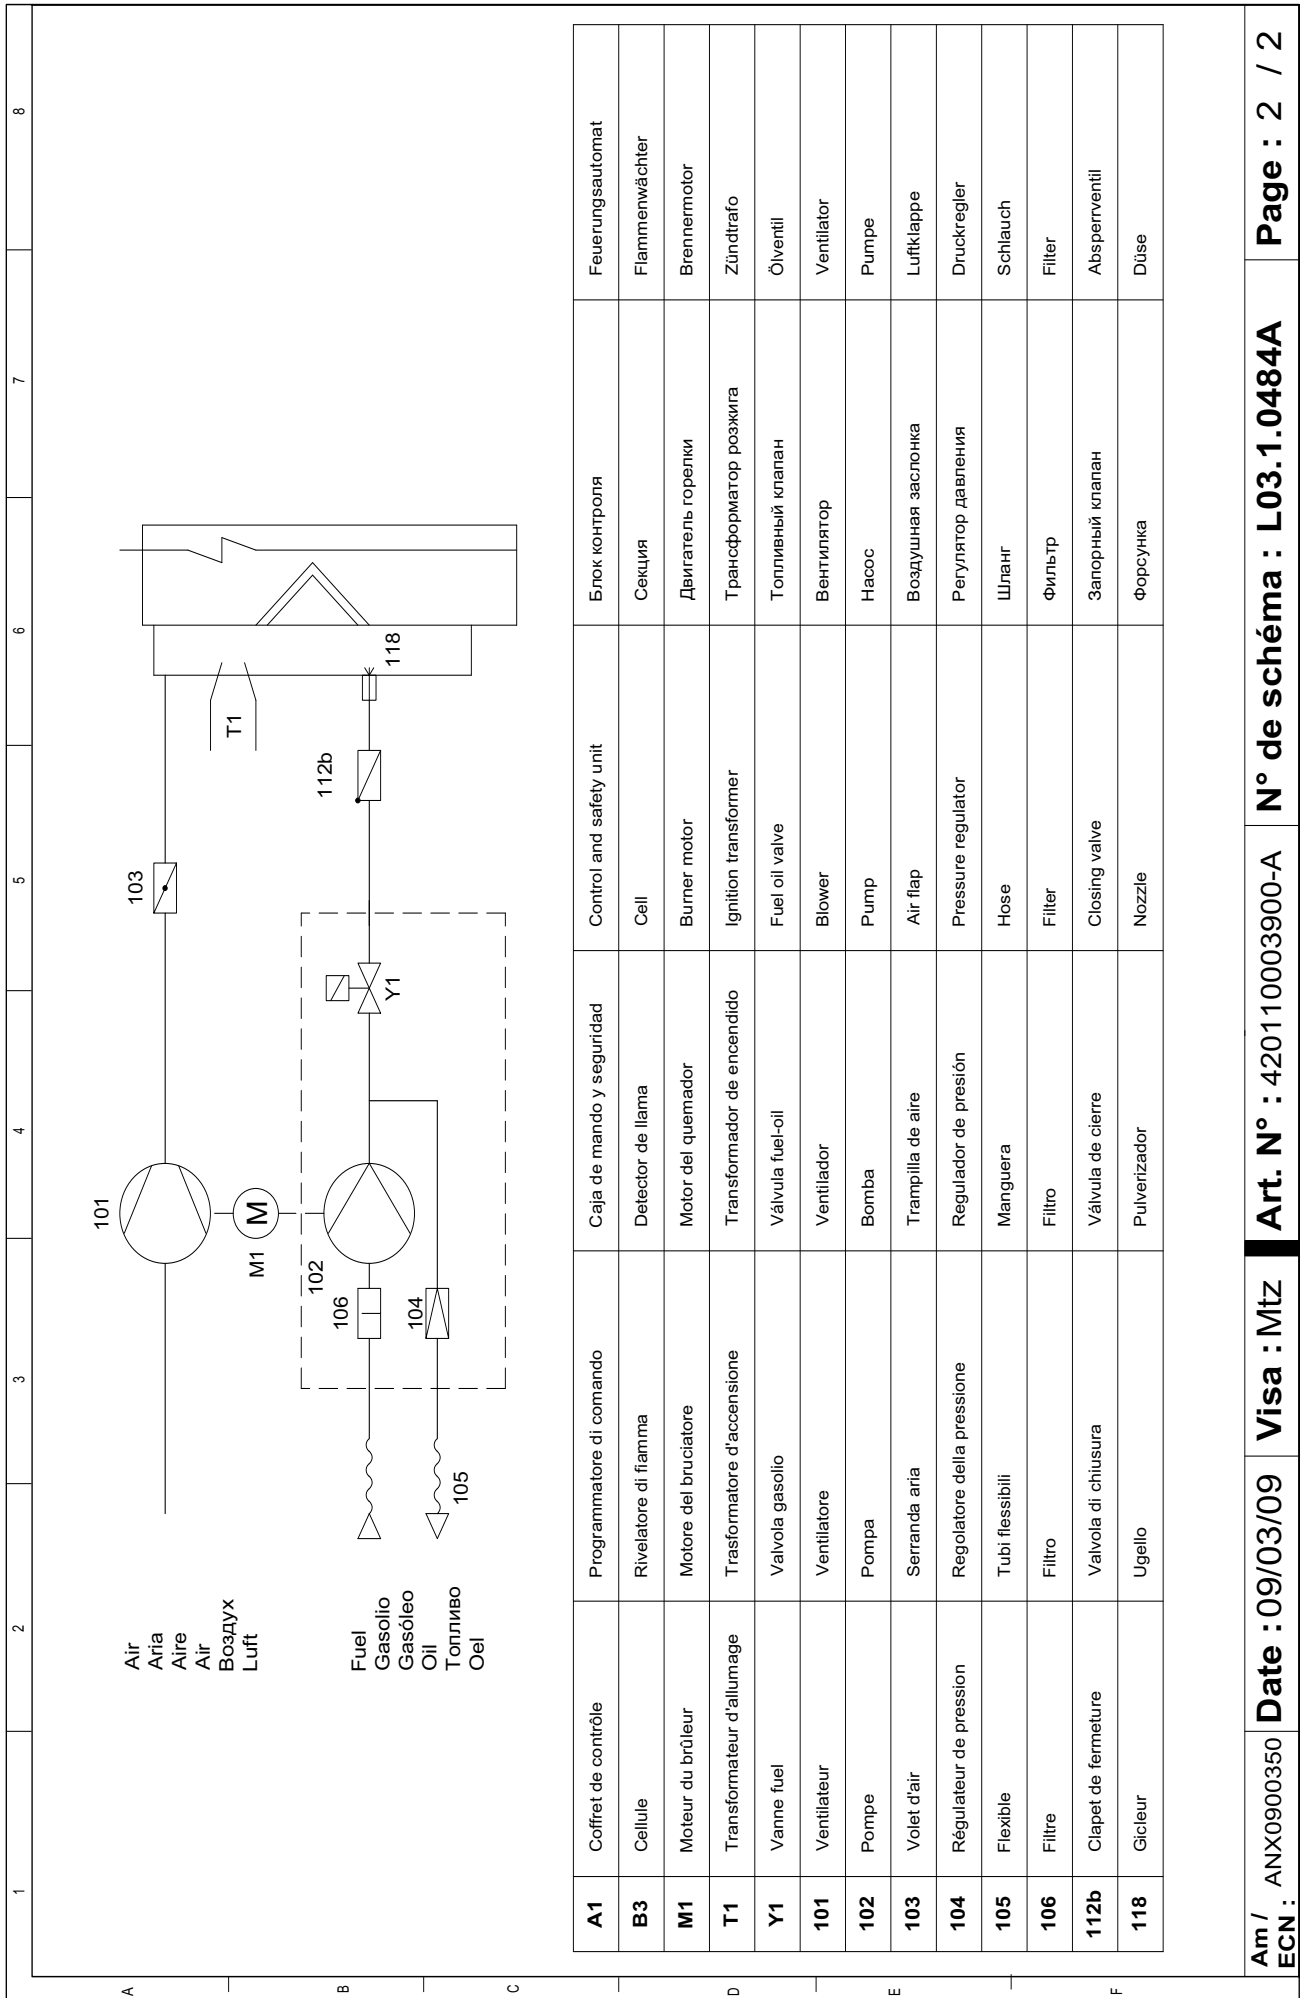 1 2 3 4 5 6 7 8
A
B
C
D
E
F
Air
Aria
Aire
Air
Воздух
Luft
Fuel
Gasolio
Gasóleo
Oil
Топливо
Oel
101
M1
M
102
106
104
105
Y1
103
112b
T1
118
A1 Coffret de contrôle Programmatore di comando Caja de mando y seguridad Control and safety unit Блок контроля Feuerungsautomat
B3 Cellule Rivelatore di fiamma Detector de llama Cell Секция Flammenwächter
M1 Moteur du brûleur Motore del bruciatore Motor del quemador Burner motor Двигатель горелки Brennermotor
T1 Transformateur d'allumage Trasformatore d'accensione Transformador de encendido Ignition transformer Трансформатор розжига Zündtrafo
Y1 Vanne fuel Valvola gasolio Válvula fuel-oil Fuel oil valve Топливный клапан Ölventil
101 Ventilateur Ventilatore Ventilador Blower Вентилятор Ventilator
102 Pompe Pompa Bomba Pump Насос Pumpe
103 Volet d'air Serranda aria Trampilla de aire Air flap Воздушная заслонка Luftklappe
104 Régulateur de pression Regolatore della pressione Regulador de presión Pressure regulator Регулятор давления Druckregler
105 Flexible Tubi flessibili Manguera Hose Шланг Schlauch
106 Filtre Filtro Filtro Filter Фильтр Filter
112b Clapet de fermeture Valvola di chiusura Válvula de cierre Closing valve Запорный клапан Absperrventil
118 Gicleur Ugello Pulverizador Nozzle Форсунка Düse
Am / ECN : ANX0900350 Date : 09/03/09 Visa : Mtz Art. N° : 420110003900-A N° de schéma : L03.1.0484A Page : 2 / 2